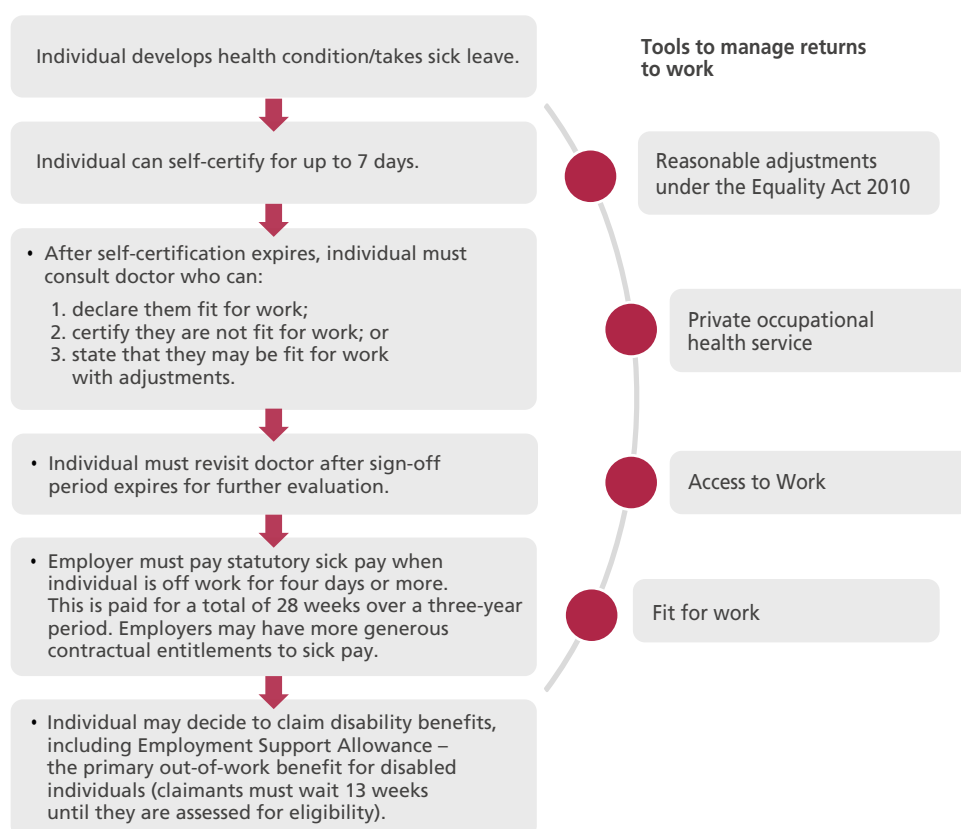 Individual develops health condition/takes sick leave.
Individual can self-certify for up to 7 days.
• After self-certification expires, individual must
consult doctor who can:
1. declare them fit for work;
2. certify they are not fit for work; or
3. state that they may be fit for work
with adjustments.
• Individual must revisit doctor after sign-off
period expires for further evaluation.
• Employer must pay statutory sick pay when
individual is off work for four days or more.
This is paid for a total of 28 weeks over a three-year
period. Employers may have more generous
contractual entitlements to sick pay.
• Individual may decide to claim disability benefits,
including Employment Support Allowance –
the primary out-of-work benefit for disabled
individuals (claimants must wait 13 weeks
until they are assessed for eligibility).
Tools to manage returns
to work
Reasonable adjustments
under the Equality Act 2010
Private occupational
health service
Access to Work
Fit for work